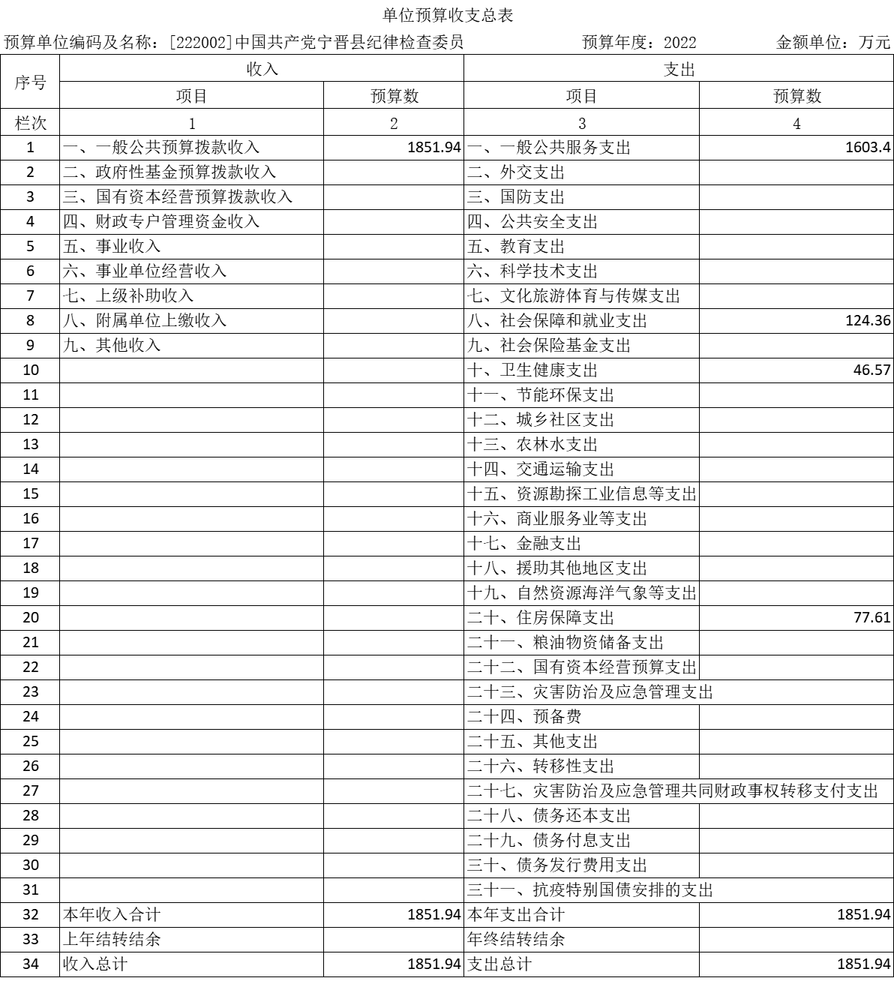 单位预算收支总表
预算单位编码及名称：[222002]中国共产党宁晋县纪律检查委员 预算年度：2022 金额单位：万元
序号 收入 支出
项目 预算数 项目 预算数
栏次 1 2 3 4
1 一、一般公共预算拨款收入 1851.94 一、一般公共服务支出 1603.4
2 二、政府性基金预算拨款收入 二、外交支出
3 三、国有资本经营预算拨款收入 三、国防支出
4 四、财政专户管理资金收入 四、公共安全支出
5 五、事业收入 五、教育支出
6 六、事业单位经营收入 六、科学技术支出
7 七、上级补助收入 七、文化旅游体育与传媒支出
8 八、附属单位上缴收入 八、社会保障和就业支出 124.36
9 九、其他收入 九、社会保险基金支出
10 十、卫生健康支出 46.57
11 十一、节能环保支出
12 十二、城乡社区支出
13 十三、农林水支出
14 十四、交通运输支出
15 十五、资源勘探工业信息等支出
16 十六、商业服务业等支出
17 十七、金融支出
18 十八、援助其他地区支出
19 十九、自然资源海洋气象等支出
20 二十、住房保障支出 77.61
21 二十一、粮油物资储备支出
22 二十二、国有资本经营预算支出
23 二十三、灾害防治及应急管理支出
24 二十四、预备费
25 二十五、其他支出
26 二十六、转移性支出
27 二十七、灾害防治及应急管理共同财政事权转移支付支出
28 二十八、债务还本支出
29 二十九、债务付息支出
30 三十、债务发行费用支出
31 三十一、抗疫特别国债安排的支出
32 本年收入合计 1851.94 本年支出合计 1851.94
33 上年结转结余 年终结转结余
34 收入总计 1851.94 支出总计 1851.94